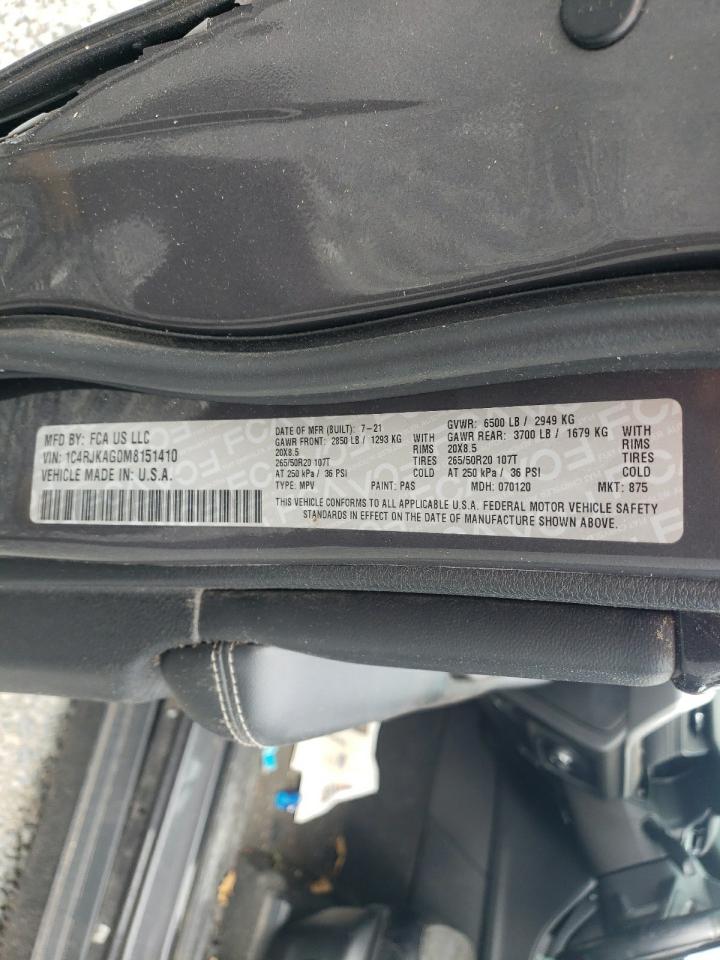 MFD BY: FCA US LLC
VIN: 1C4RJKAG0M8151410
VEHICLE MADE IN U.S.A.
DATE OF MFR (BUILT): 7-21 GVWR: 6500 LB / 2949 KG
GAWR FRONT: 2850 LB / 1293 KG WITH GAWR REAR: 3700 LB / 1679 KG WITH
20X8.5 RIMS 20X8.5 RIMS
265/50R20 107T TIRES 265/50R20 107T TIRES
AT 250 kPa / 36 PSI COLD AT 250 kPa / 36 PSI COLD
TYPE: MPV PAINT: PAS MDH: 070120 MKT: 875
THIS VEHICLE CONFORMS TO ALL APPLICABLE U.S.A. FEDERAL MOTOR VEHICLE SAFETY
STANDARDS IN EFFECT ON THE DATE OF MANUFACTURE SHOWN ABOVE.